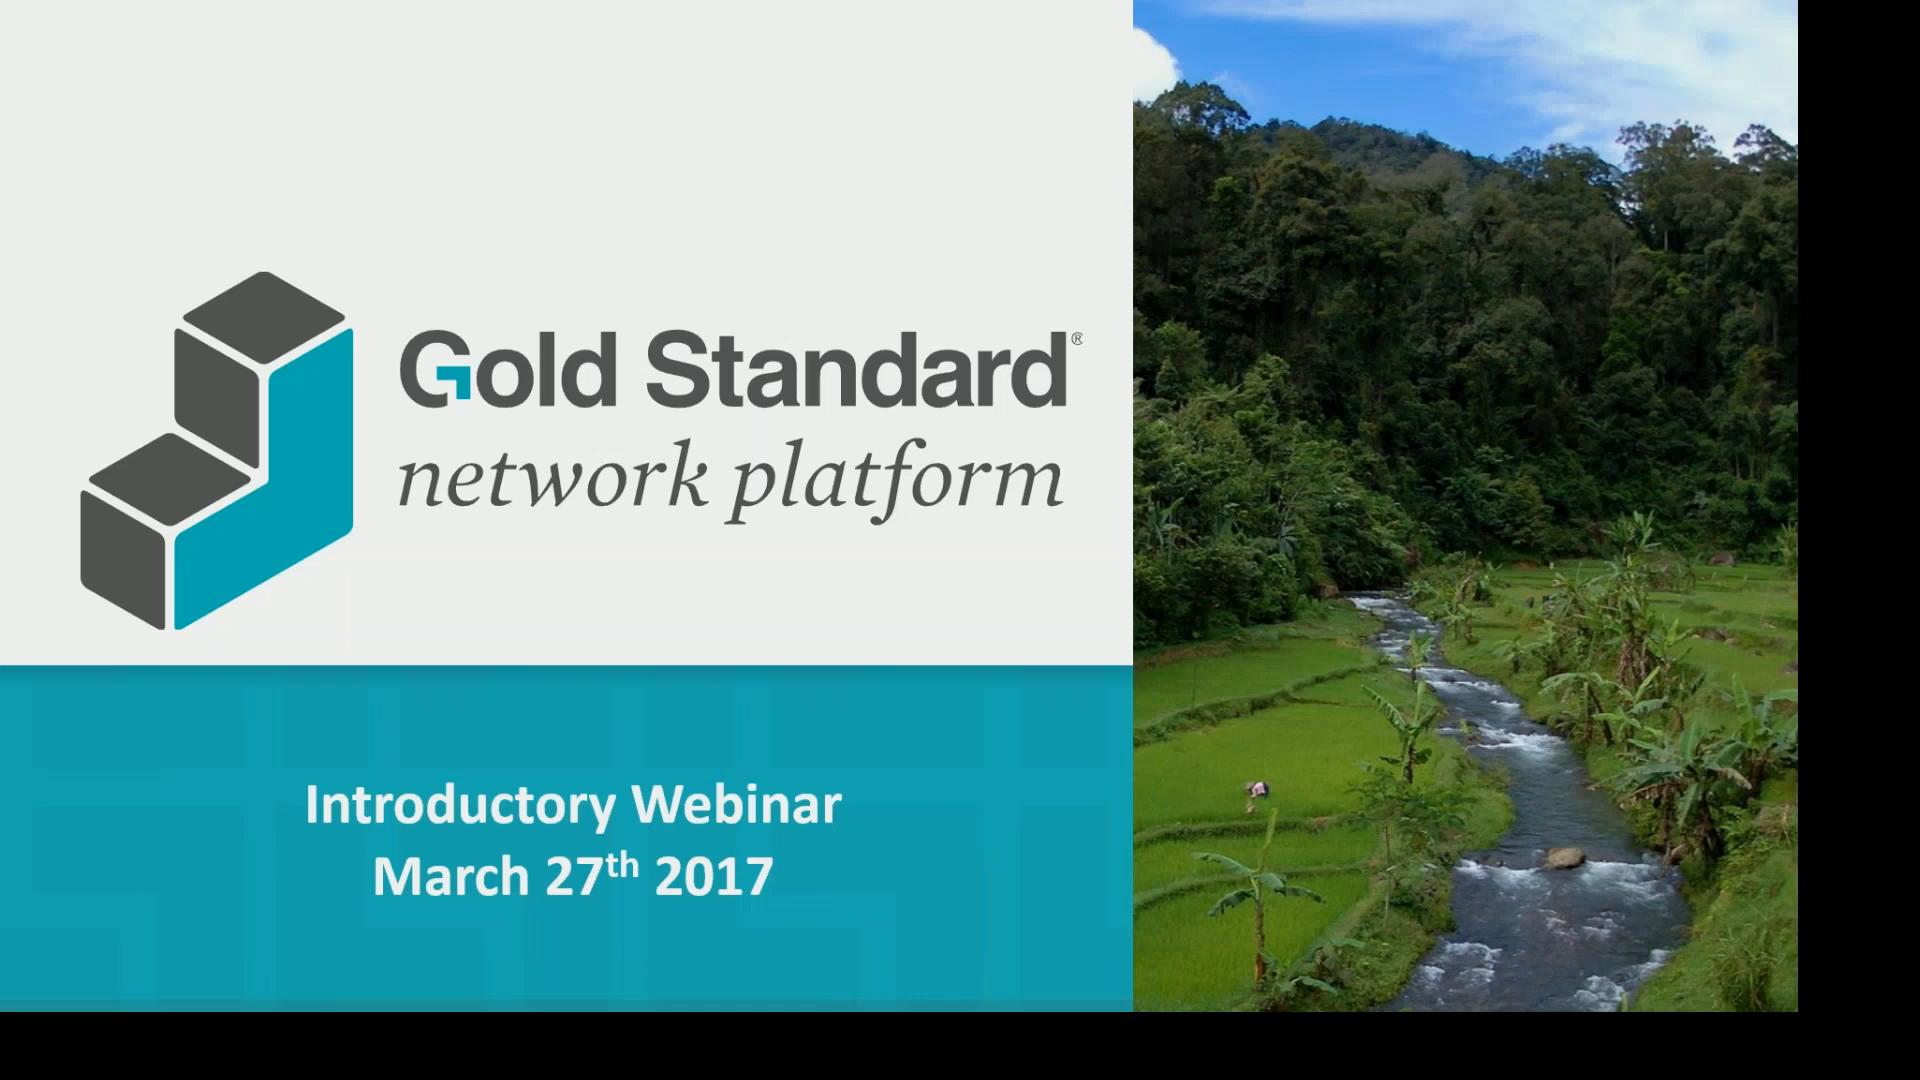 Gold Standard®
network platform
Introductory Webinar
March 27th 2017